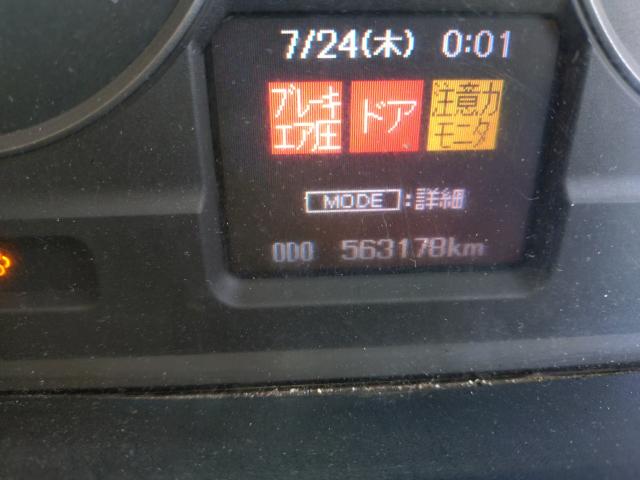 7/24(木) 0:01
ブレーキ
エア圧
ドア
注意力
モニタ
MODE :詳細
ODO 563178km